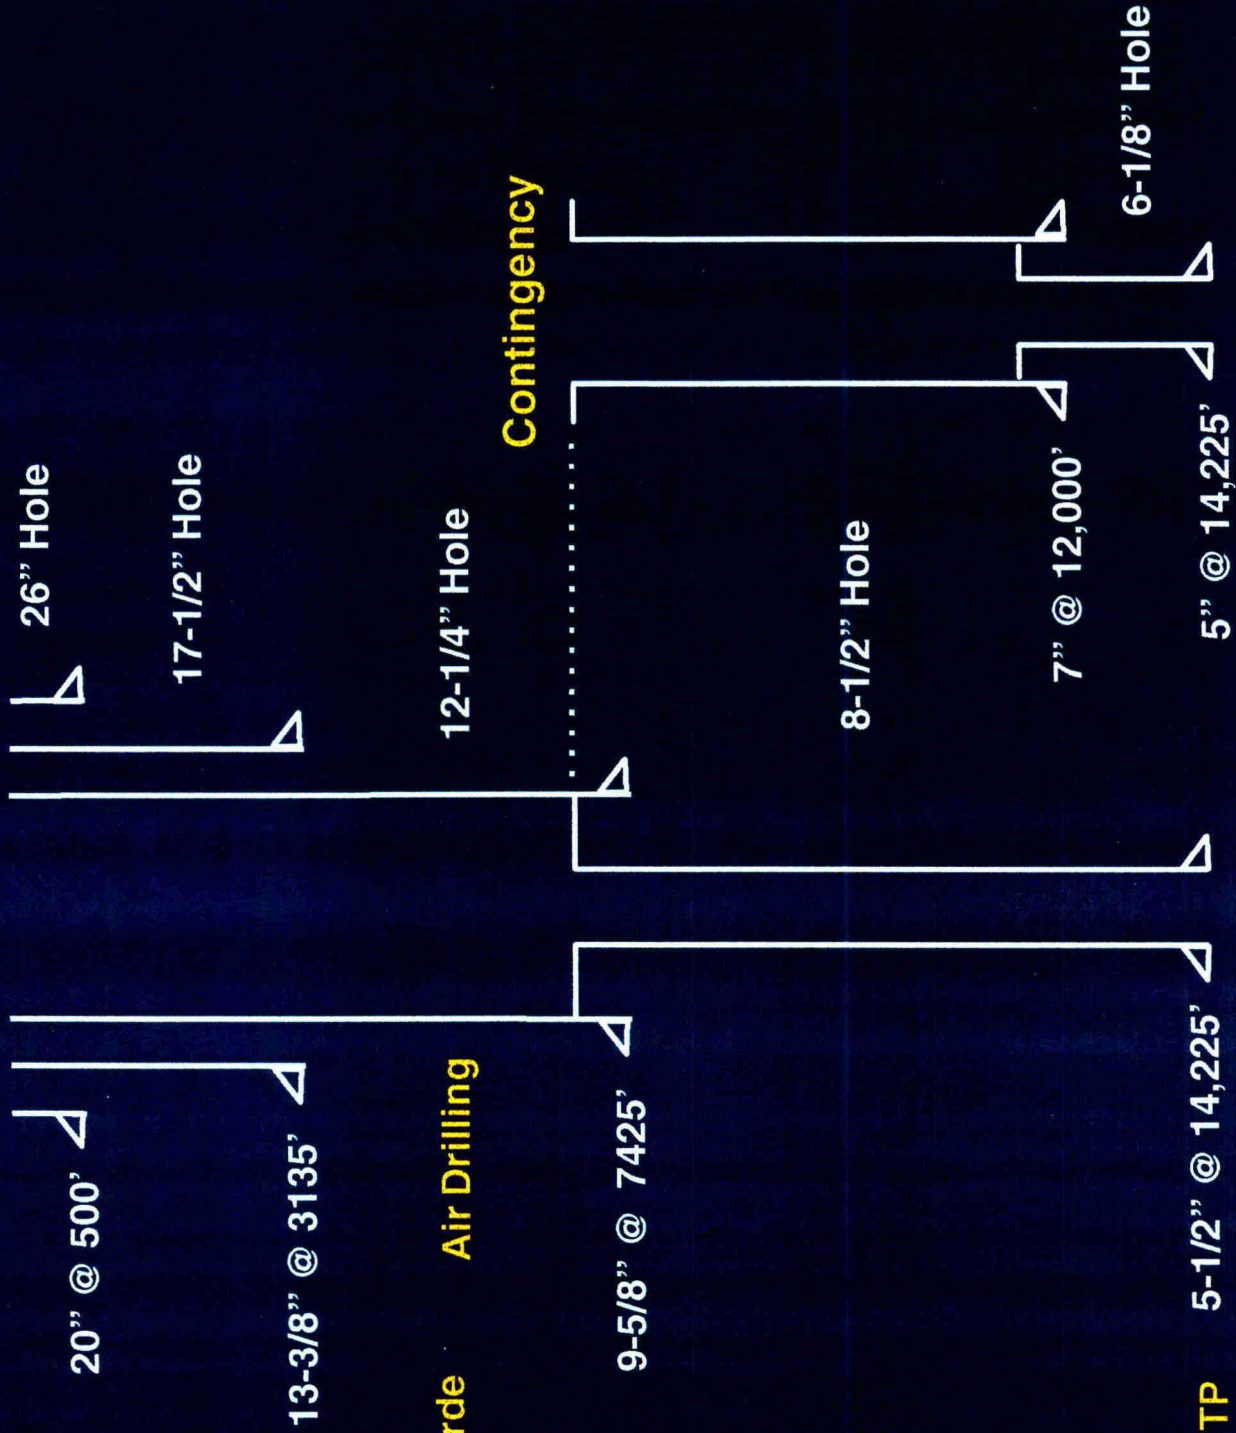 26” Hole
20” @ 500’
17-1/2” Hole
13-3/8” @ 3135’
rde Air Drilling
12-1/4” Hole
Contingency
9-5/8” @ 7425’
8-1/2” Hole
7” @ 12,000’
6-1/8” Hole
TP 5-1/2” @ 14,225’
5” @ 14,225’